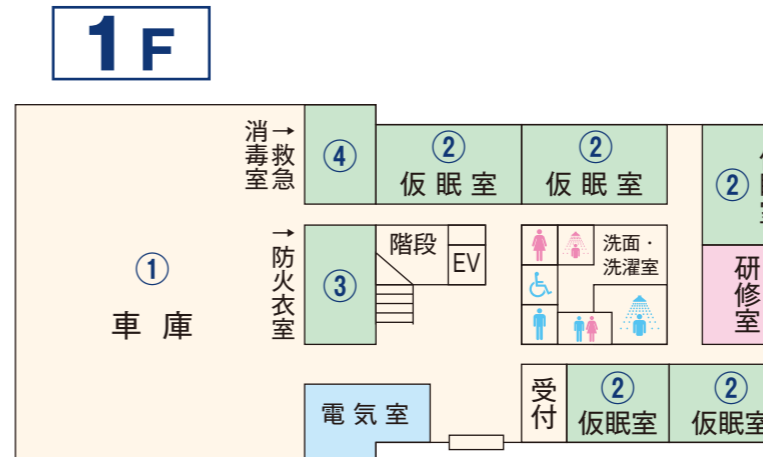 1F
消毒室
→救急
④
②
仮眠室
②
仮眠室
②
①
車庫
→防火衣室
③
階段
EV
洗面・
洗濯室
研修室
電気室
受付
②
仮眠室
②
仮眠室